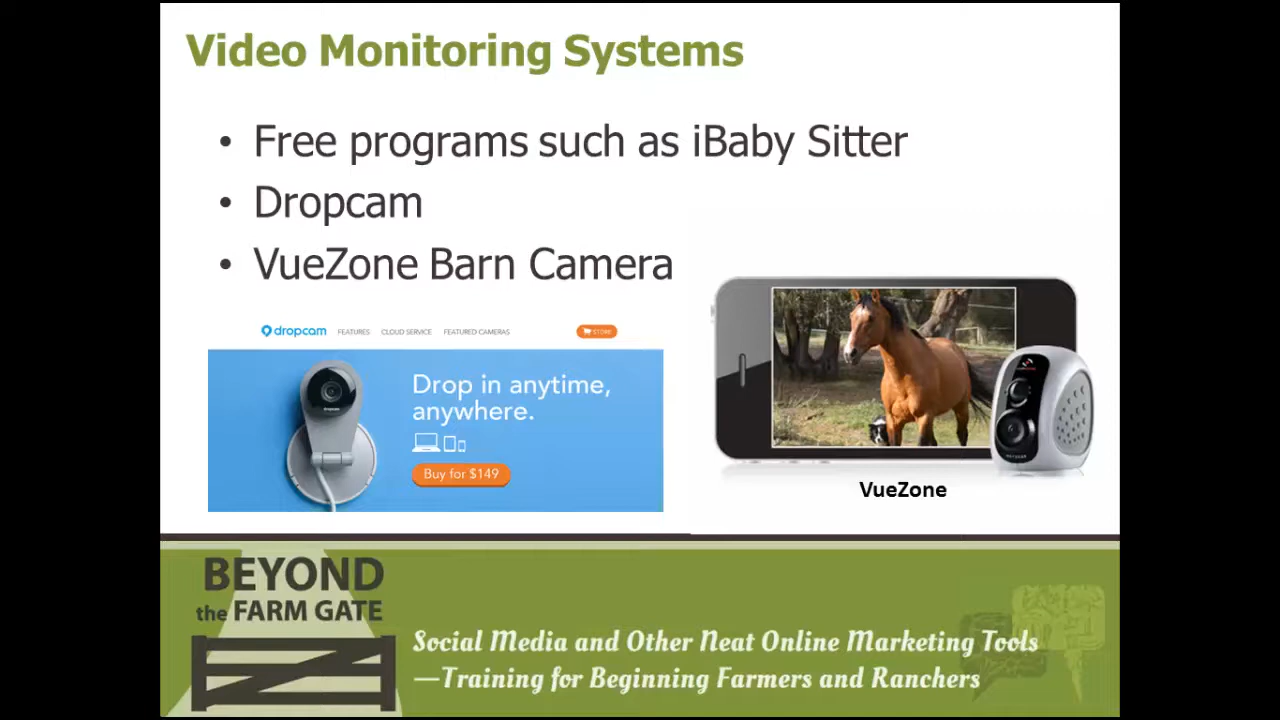 Video Monitoring Systems
• Free programs such as iBaby Sitter
• Dropcam
• VueZone Barn Camera
dropcam FEATURES CLOUD SERVICE FEATURED CAMERAS STORE
Drop in anytime,
anywhere.
Buy for $149
VueZone
BEYOND
the FARM GATE
Social Media and Other Neat Online Marketing Tools
—Training for Beginning Farmers and Ranchers